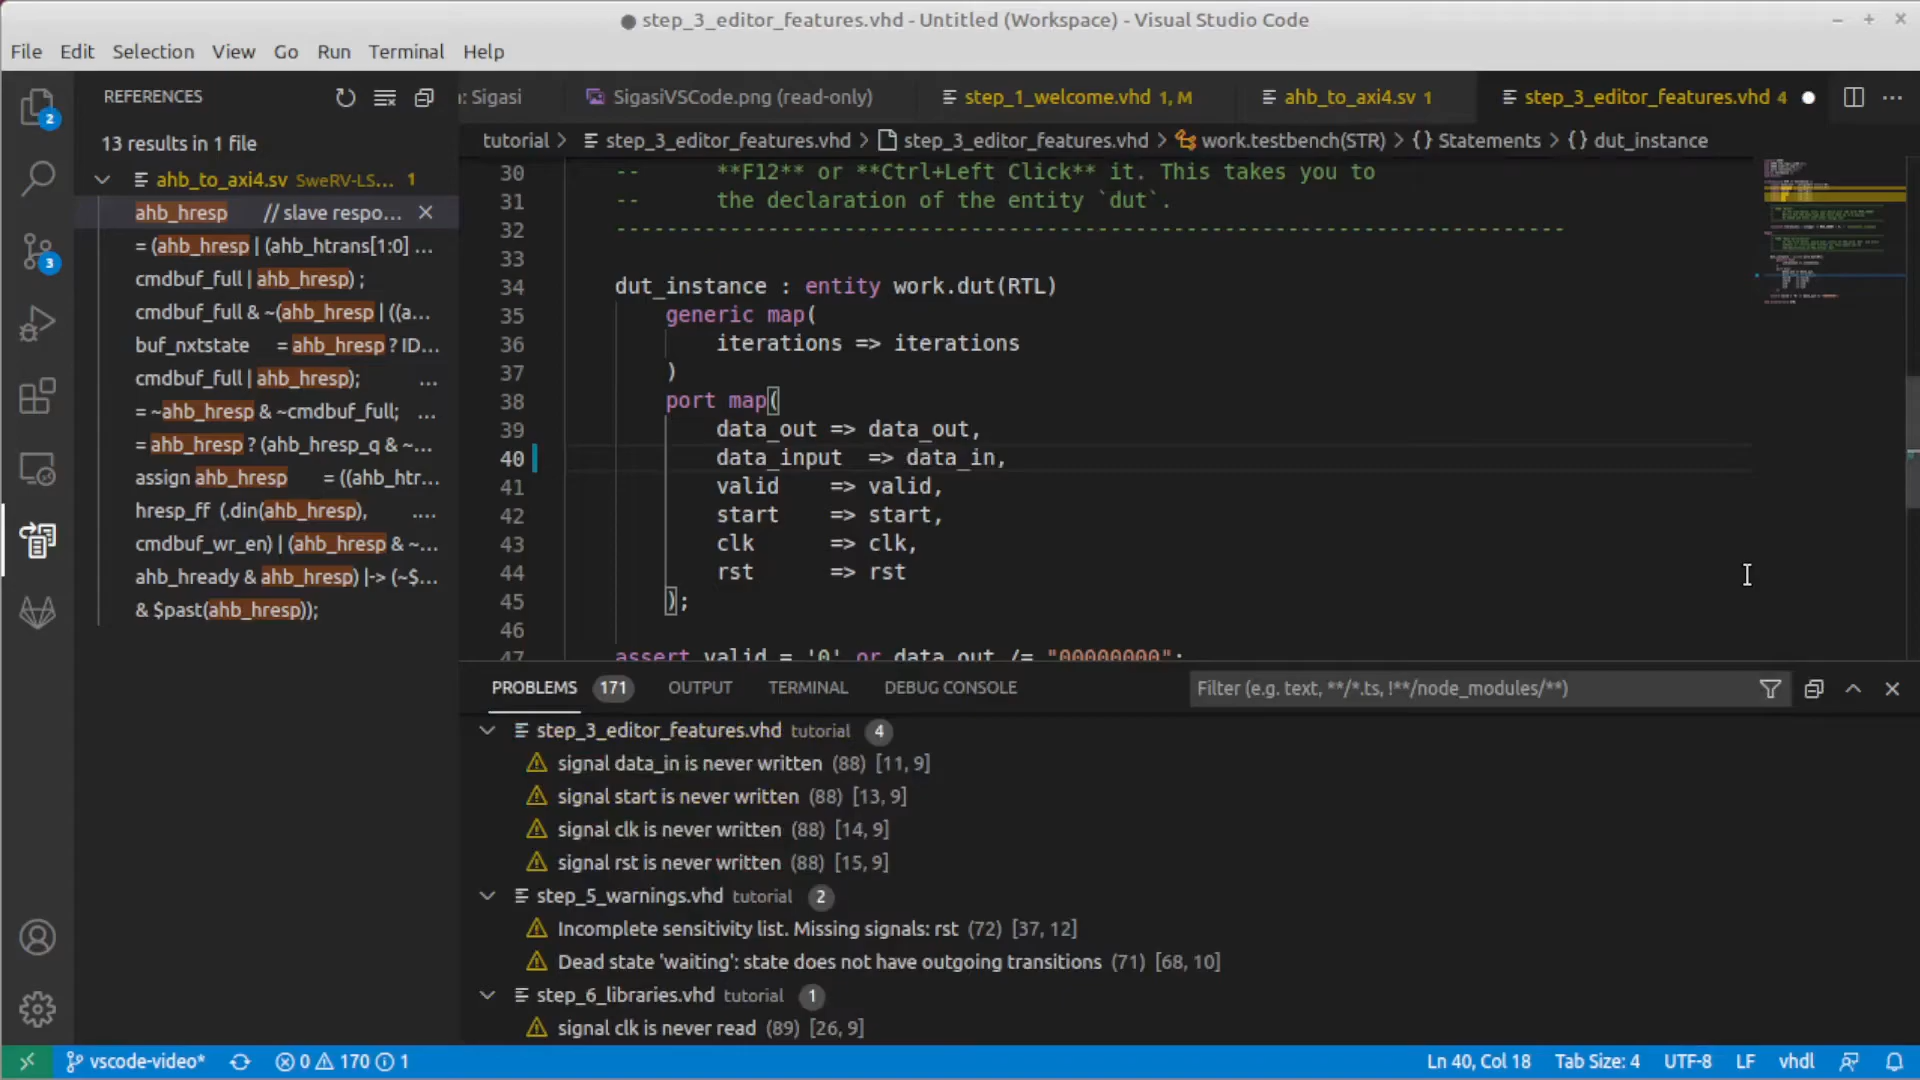 step_3_editor_features.vhd - Untitled (Workspace) - Visual Studio Code
File Edit Selection View Go Run Terminal Help
REFERENCES
: Sigasi
SigasiVSCode.png (read-only)
step_1_welcome.vhd 1, M
ahb_to_axi4.sv 1
step_3_editor_features.vhd 4
tutorial > step_3_editor_features.vhd > step_3_editor_features.vhd > work.testbench(STR) > {} Statements > {} dut_instance
2
3
13 results in 1 file
ahb_to_axi4.sv SweRV-LS... 1
ahb_hresp // slave respo...
= (ahb_hresp | (ahb_htrans[1:0] ...
cmdbuf_full | ahb_hresp) ;
cmdbuf_full & ~(ahb_hresp | ((a...
buf_nxtstate = ahb_hresp ? ID...
cmdbuf_full | ahb_hresp); ...
= ~ahb_hresp & ~cmdbuf_full; ...
= ahb_hresp ? (ahb_hresp_q & ~...
assign ahb_hresp = ((ahb_htr...
hresp_ff (.din(ahb_hresp), ....
cmdbuf_wr_en) | (ahb_hresp & ~...
ahb_hready & ahb_hresp) |-> (~$...
& $past(ahb_hresp));
30 -- **F12** or **Ctrl+Left Click** it. This takes you to
31 -- the declaration of the entity `dut`.
32 ---------------------------------------------------------------------------
33
34 dut_instance : entity work.dut(RTL)
35 generic map(
36 iterations => iterations
37 )
38 port map(
39 data_out => data_out,
40 data_input => data_in,
41 valid => valid,
42 start => start,
43 clk => clk,
44 rst => rst
45 );
46
47 assert valid = '0' or data_out /= "00000000";
PROBLEMS 171 OUTPUT TERMINAL DEBUG CONSOLE
Filter (e.g. text, **/*.ts, !**/node_modules/**)
step_3_editor_features.vhd tutorial 4
signal data_in is never written (88) [11, 9]
signal start is never written (88) [13, 9]
signal clk is never written (88) [14, 9]
signal rst is never written (88) [15, 9]
step_5_warnings.vhd tutorial 2
Incomplete sensitivity list. Missing signals: rst (72) [37, 12]
Dead state 'waiting': state does not have outgoing transitions (71) [68, 10]
step_6_libraries.vhd tutorial 1
signal clk is never read (89) [26, 9]
vscode-video* 0 170 1
Ln 40, Col 18 Tab Size: 4 UTF-8 LF vhdl